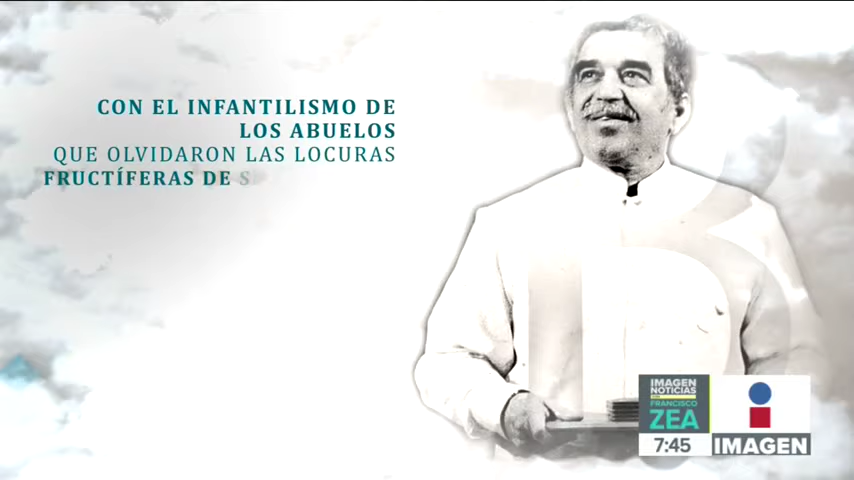 CON EL INFANTILISMO DE
LOS ABUELOS
QUE OLVIDARON LAS LOCURAS
FRUCTÍFERAS DE S
IMAGEN
NOTICIAS
FRANCISCO
ZEA
7:45
IMAGEN